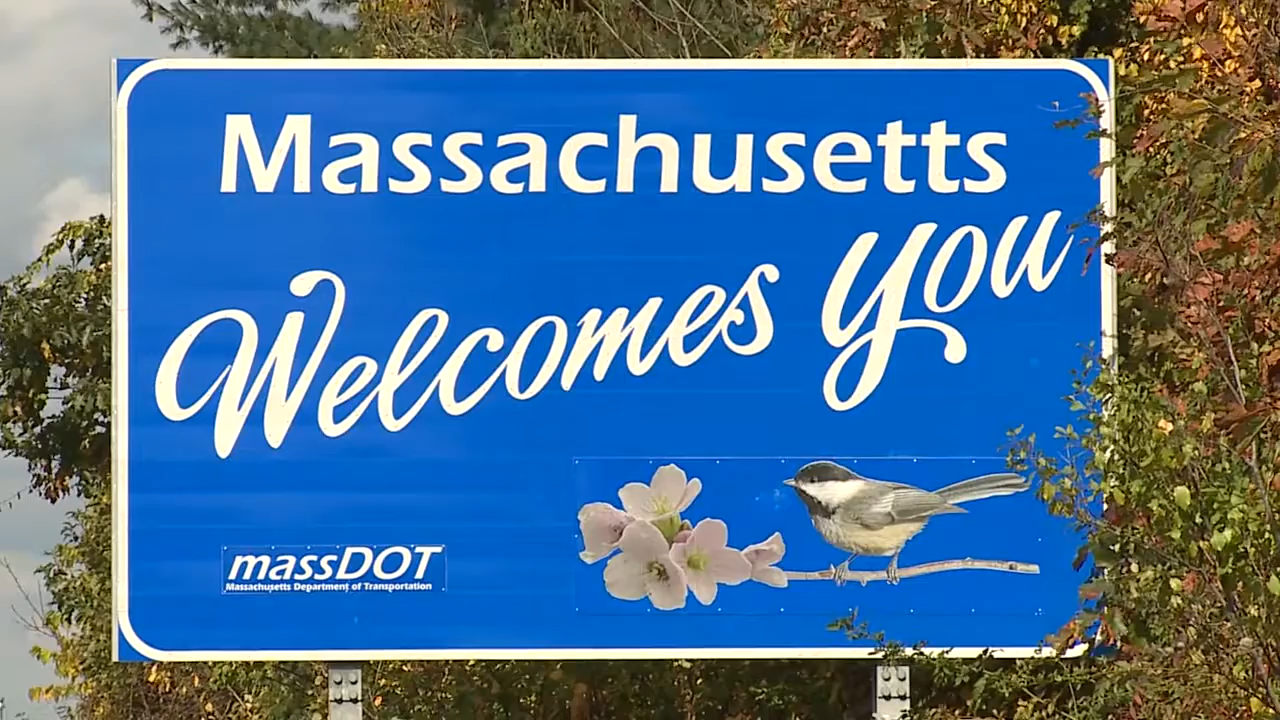 Massachusetts
Welcomes you
massDOT
Massachusetts Department of Transportation